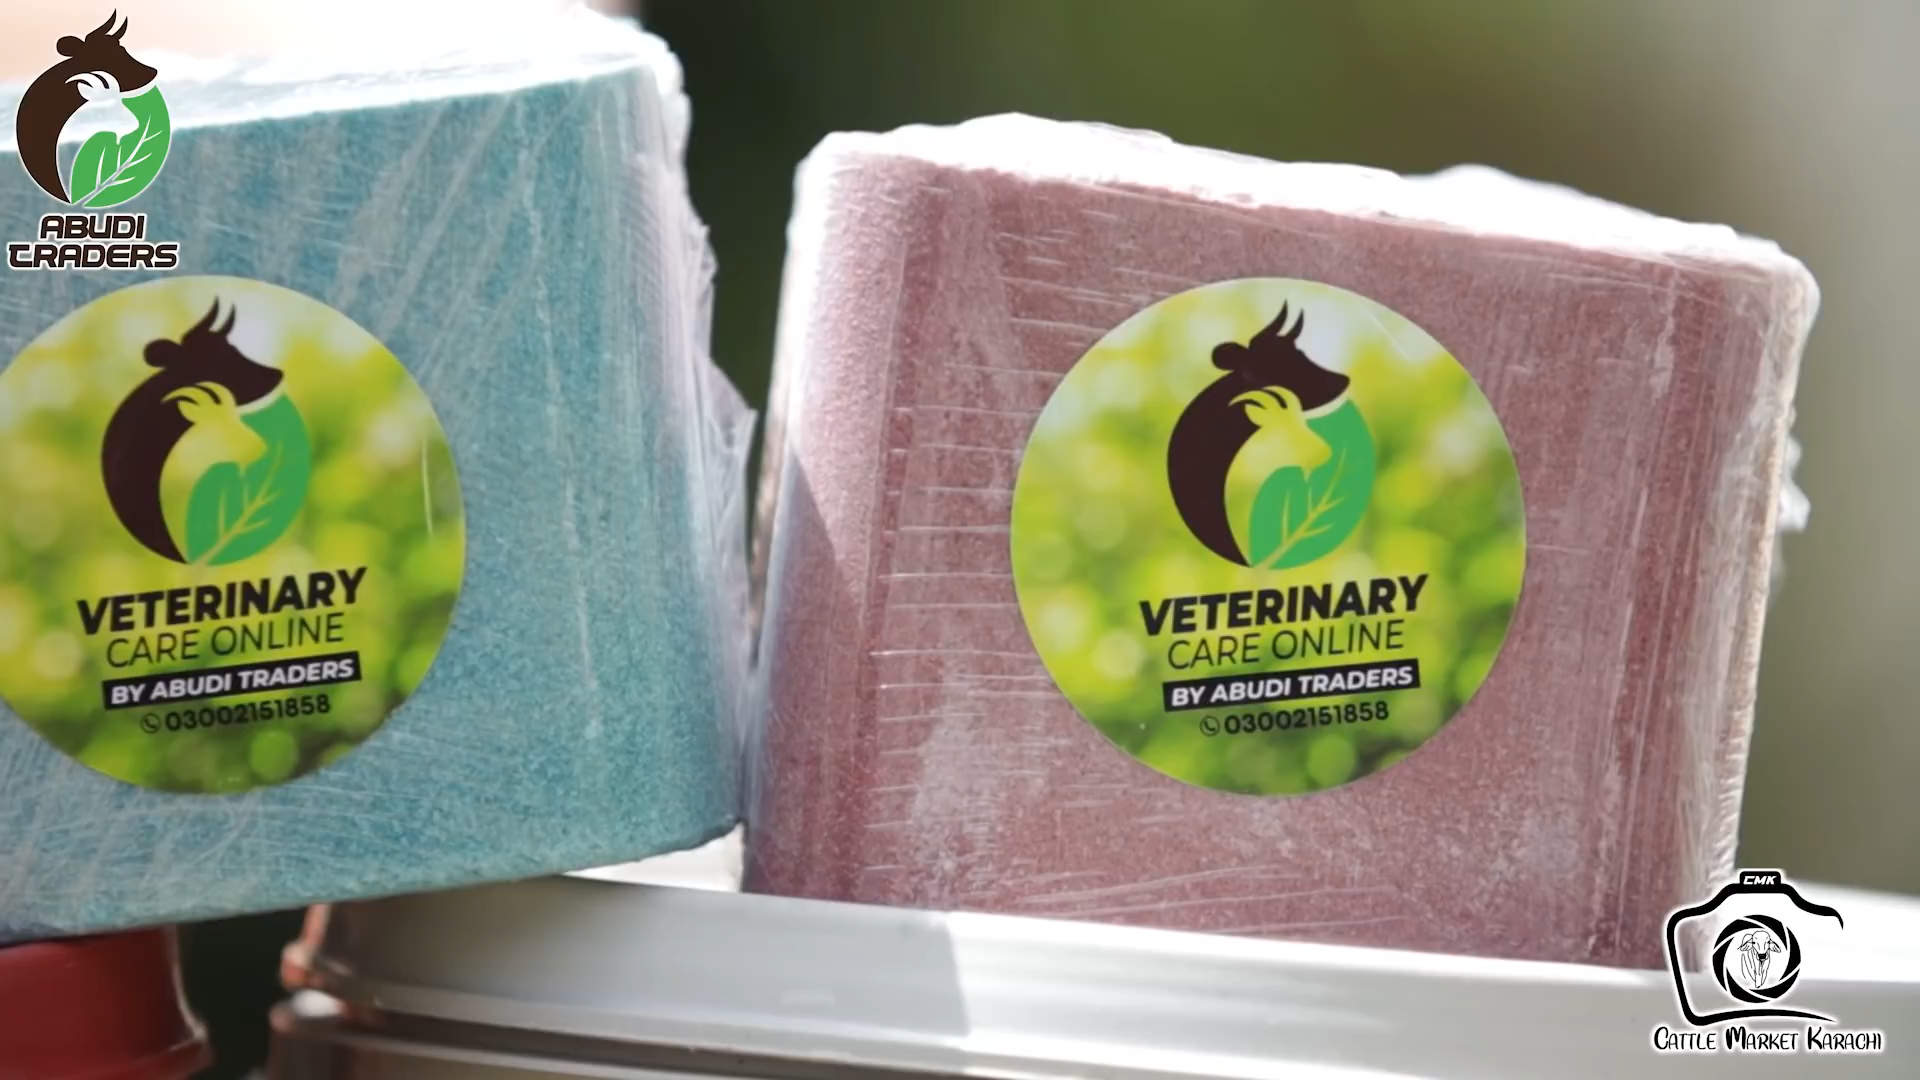 ABUDI
TRADERS
VETERINARY
CARE ONLINE
BY ABUDI TRADERS
03002151858
VETERINARY
CARE ONLINE
BY ABUDI TRADERS
03002151858
CMK
CATTLE MARKET KARACHI